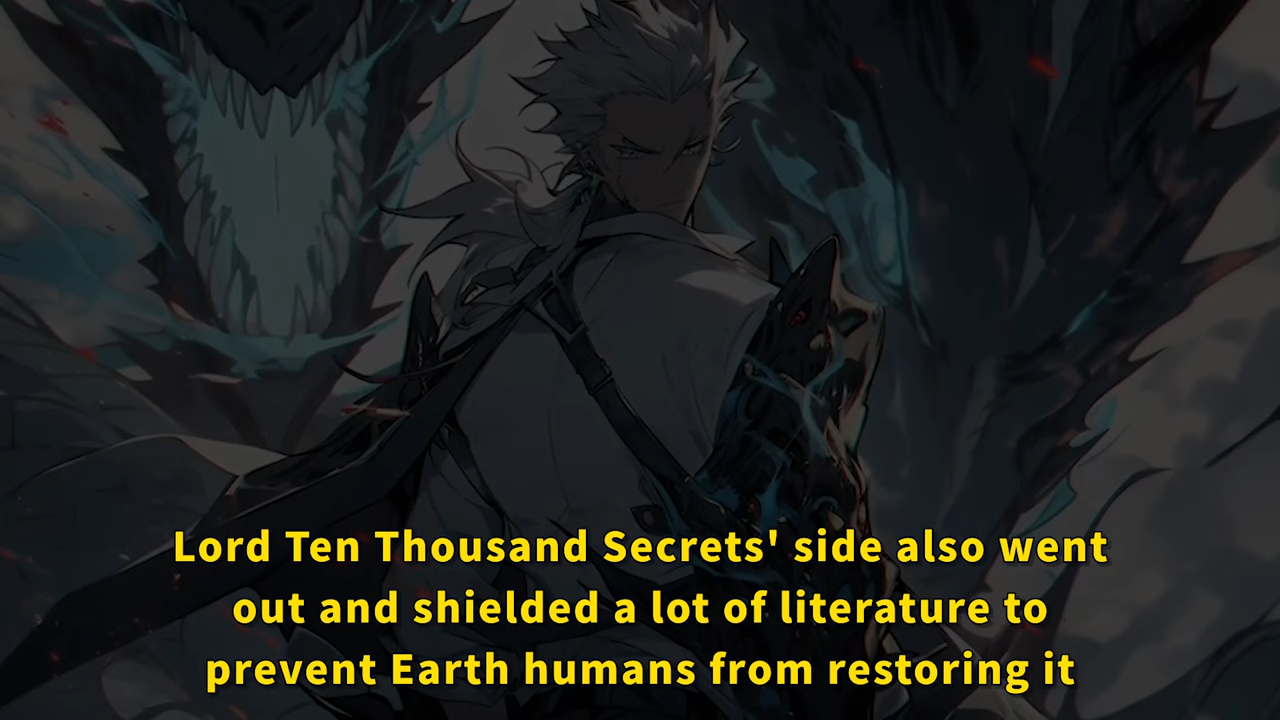 Lord Ten Thousand Secrets' side also went
out and shielded a lot of literature to
prevent Earth humans from restoring it